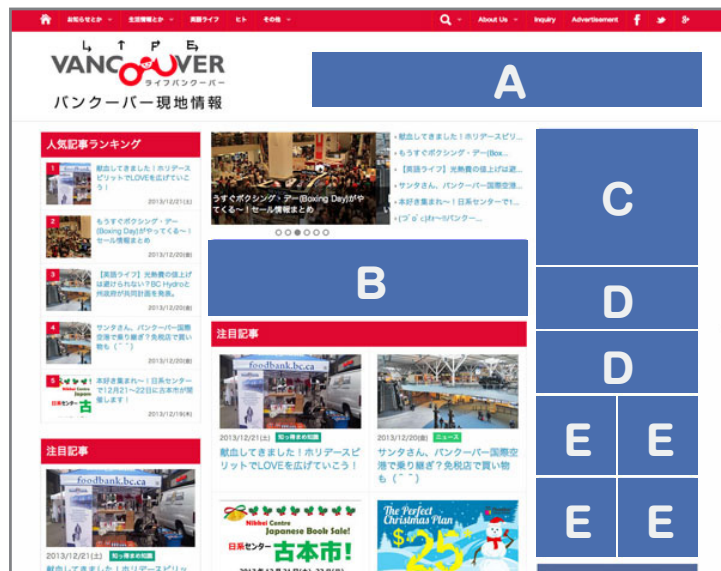 お知らせとか
生活情報とか
英語ライフ
ヒト
その他
About Us
Inquiry
Advertisement
L I F E
VANCOUVER
ライフバンクーバー
バンクーバー現地情報
A
人気記事ランキング
1
献血してきました！ホリデースピリットでLOVEを広げていこう！
2013/12/21(土)
2
もうすぐボクシング・デー(Boxing Day)がやってくる～！セール情報まとめ
2013/12/20(金)
3
【英語ライフ】光熱費の値上げは避けられない？BC Hydroと州政府が共同計画を発表。
2013/12/20(金)
4
サンタさん、バンクーバー国際空港で乗り継ぎ？免税店で買い物も（＾＾）
2013/12/20(金)
5
本好き集まれ～！日系センターで12月21～22日に古本市が開催します！
2013/12/19(木)
うすぐボクシング・デー(Boxing Day)がや
てくる～！セール情報まとめ
献血してきました！ホリデースピリ...
もうすぐボクシング・デー(Box...
【英語ライフ】光熱費の値上げは避...
サンタさん、バンクーバー国際空港...
本好き集まれ～！日系センターで1...
B
C
D
D
E E
E E
注目記事
foodbank.bc.ca
2013/12/21(土) 知っ得まめ知識
献血してきました！ホリデースピ
リットでLOVEを広げていこう！
2013/12/20(金) ニュース
サンタさん、バンクーバー国際空
港で乗り継ぎ？免税店で買い物
も（＾＾）
Nikkei Centre
Japanese Book Sale!
日系センター 古本市!
The Perfect
Christmas Plan
$25
注目記事
foodbank.bc.ca
2013/12/21(土) 知っ得まめ知識
献血してきました！ホリデースピリッ